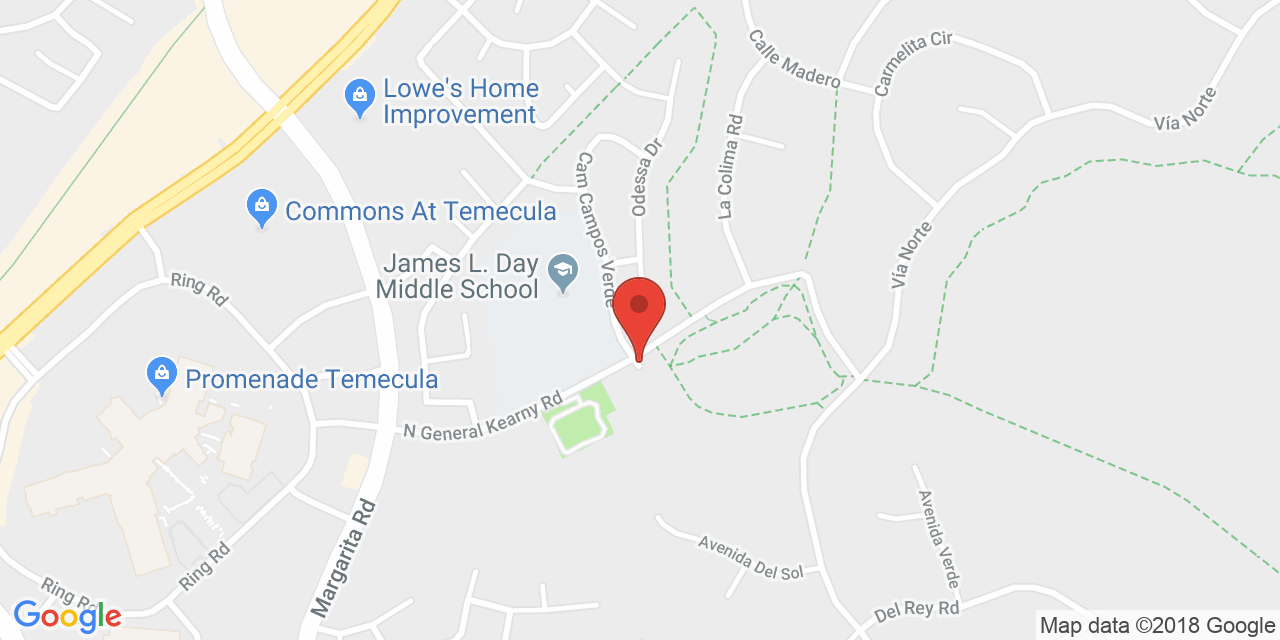 Calle Madero
Carmelita Cir
Lowe's Home
Improvement
Vía Norte
La Colima Rd
Odessa Dr
Cam Campos Verde
Commons At Temecula
James L. Day
Middle School
Vía Norte
Ring Rd
Promenade Temecula
N General Kearny Rd
Margarita Rd
Avenida Verde
Avenida Del Sol
Ring Rd
Ring Rd
Del Rey Rd
Google
Map data ©2018 Google